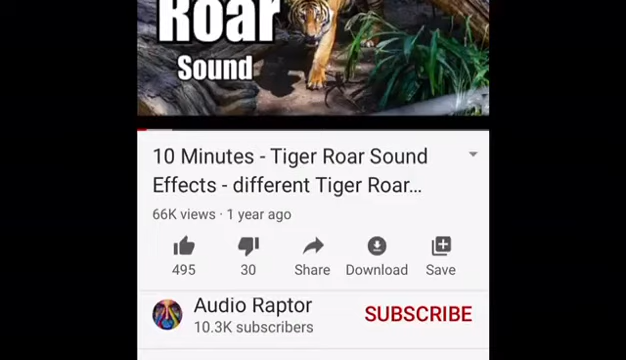 Roar
Sound
10 Minutes - Tiger Roar Sound
Effects - different Tiger Roar...
66K views · 1 year ago
495
30
Share
Download
Save
Audio Raptor
SUBSCRIBE
10.3K subscribers